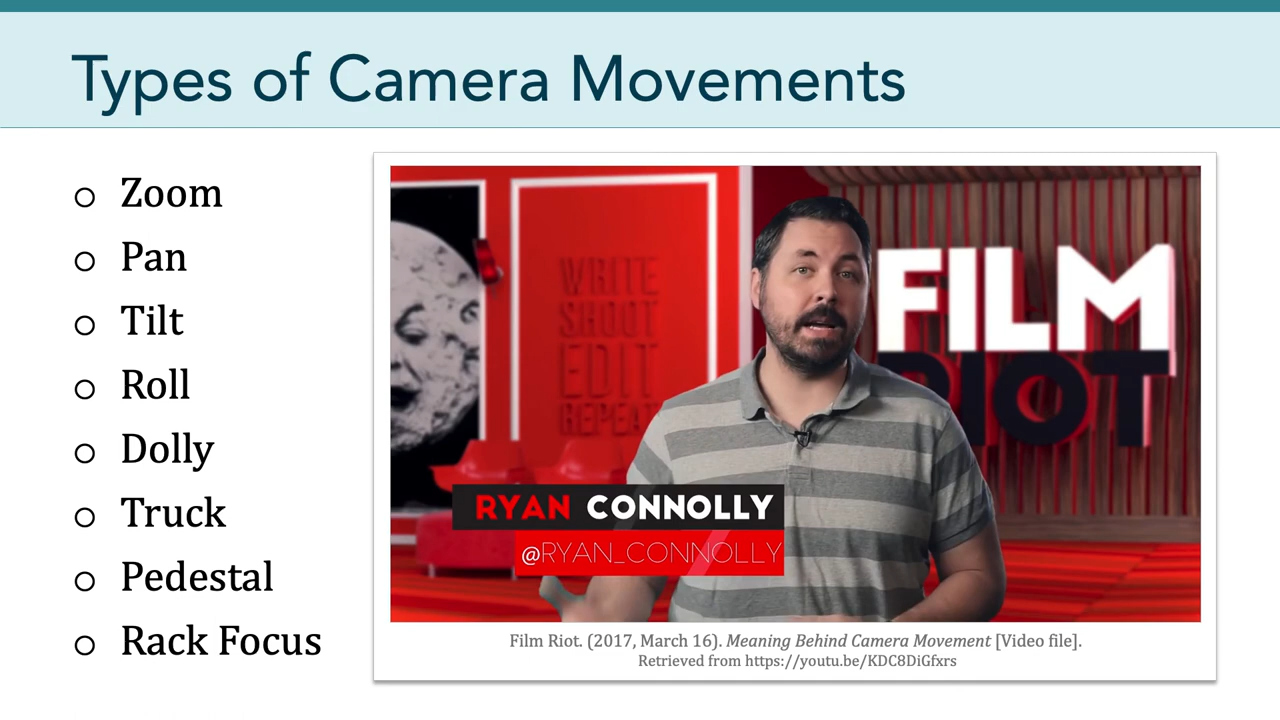 Types of Camera Movements
Zoom
Pan
Tilt
Roll
Dolly
Truck
Pedestal
Rack Focus
WRITE
SHOOT
EDIT
REPEAT
FILM
RIOT
RYAN CONNOLLY
@RYAN_CONNOLLY
Film Riot. (2017, March 16). Meaning Behind Camera Movement [Video file].
Retrieved from https://youtu.be/KDC8DiGfxrs